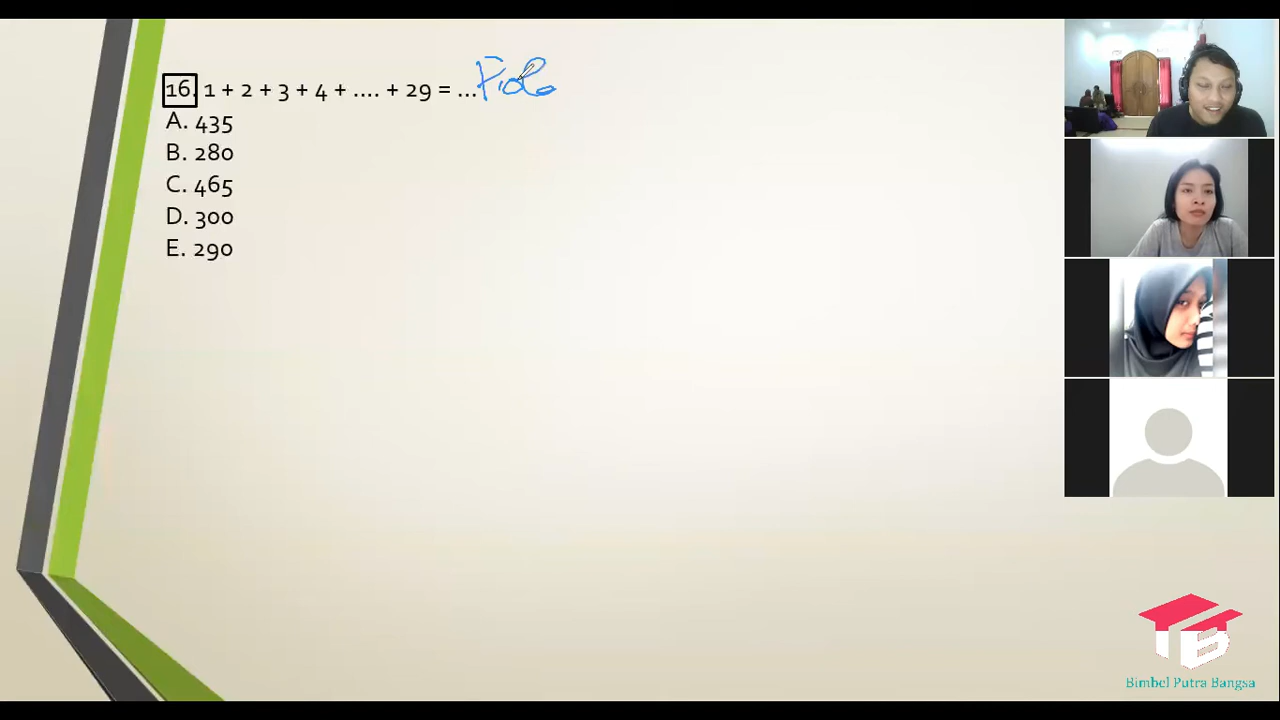 16. 1 + 2 + 3 + 4 + .... + 29 = ...
A. 435
B. 280
C. 465
D. 300
E. 290
Bimbel Putra Bangsa